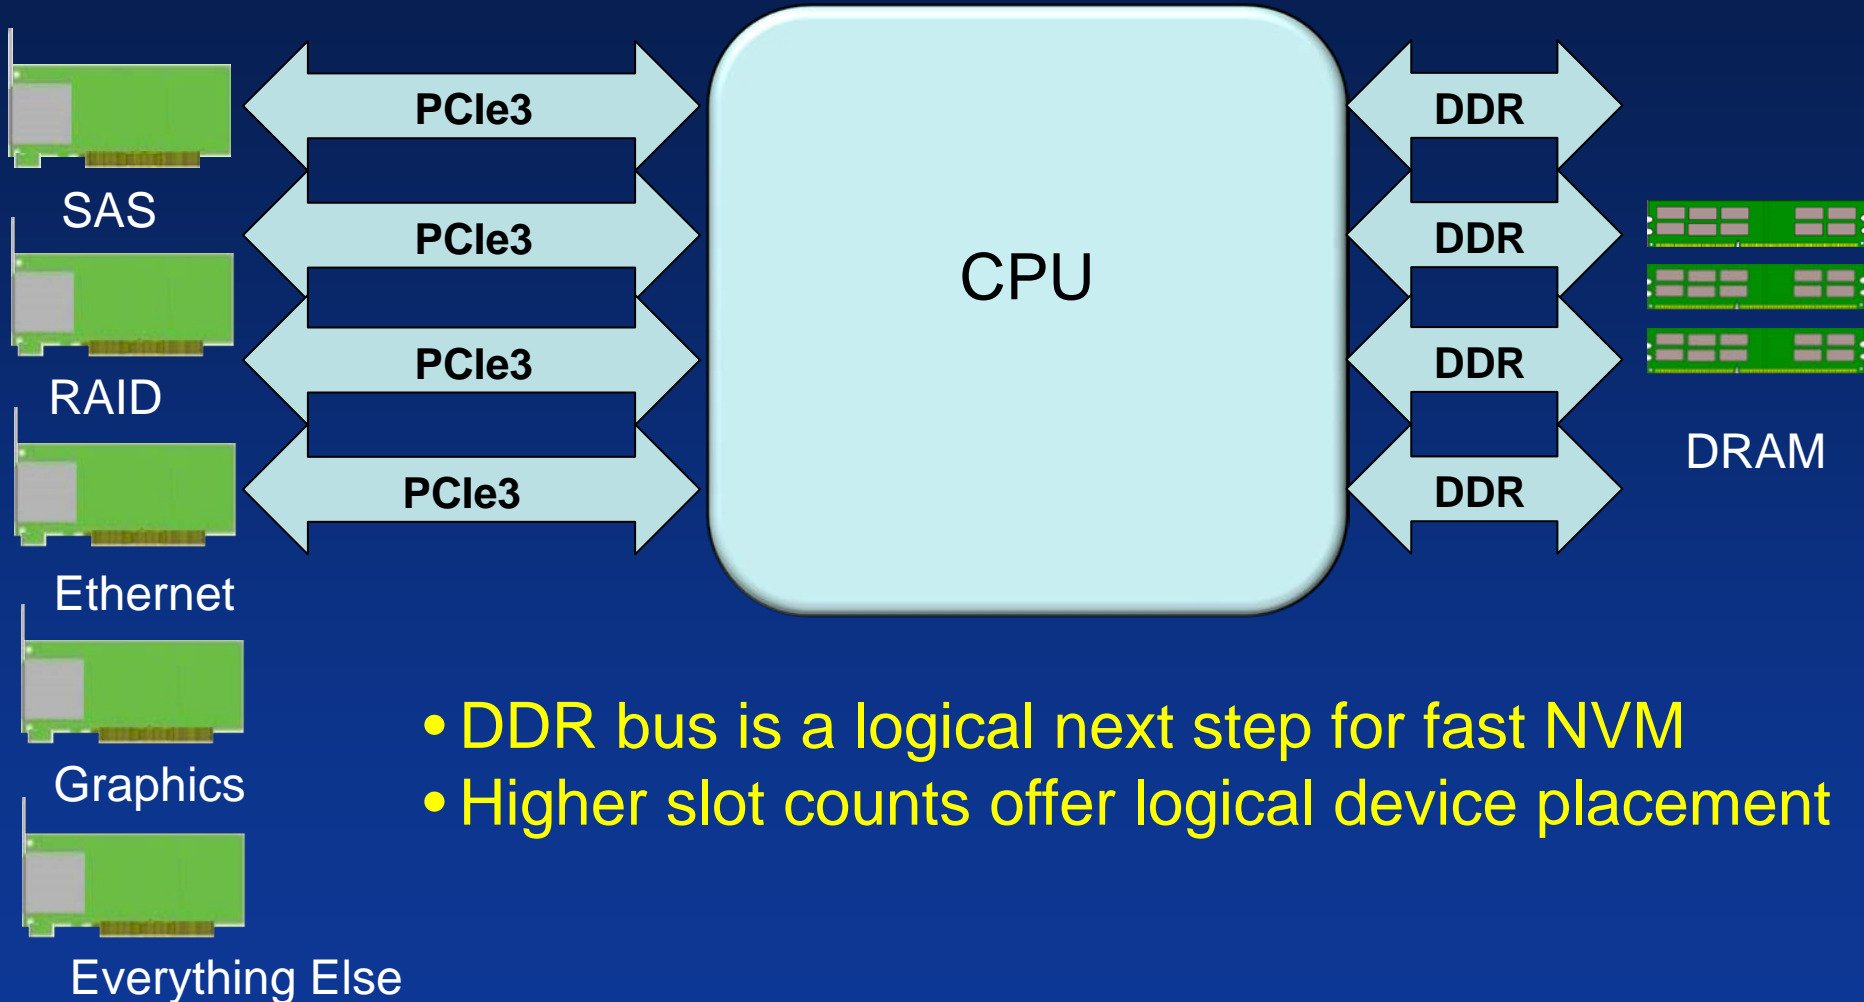 SAS
RAID
Ethernet
Graphics
Everything Else
PCIe3
PCIe3
PCIe3
PCIe3
CPU
DDR
DDR
DDR
DDR
DRAM
• DDR bus is a logical next step for fast NVM
• Higher slot counts offer logical device placement